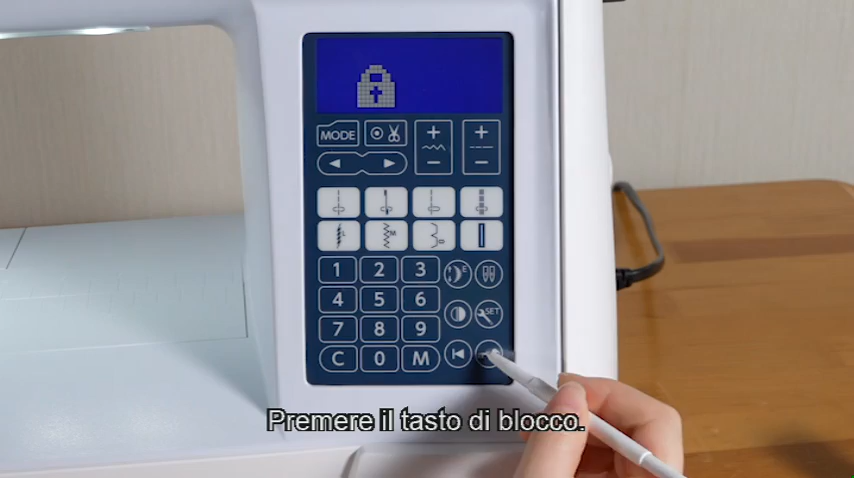 MODE
+ +
− −
L M
1 2 3 E
4 5 6 SET
7 8 9
C 0 M
Premere il tasto di blocco.